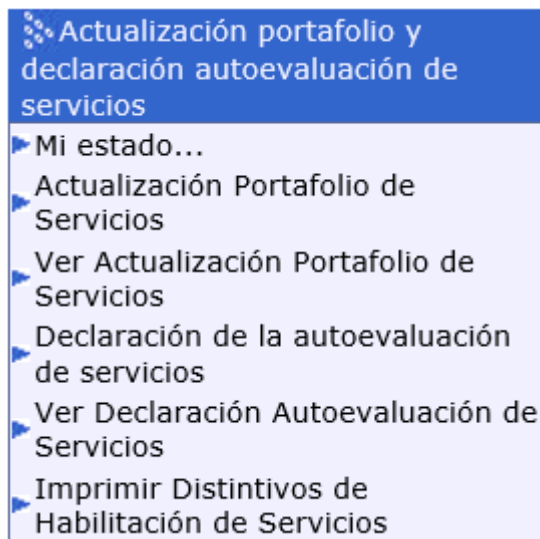 Actualización portafolio y
declaración autoevaluación de
servicios
Mi estado...
Actualización Portafolio de
Servicios
Ver Actualización Portafolio de
Servicios
Declaración de la autoevaluación
de servicios
Ver Declaración Autoevaluación de
Servicios
Imprimir Distintivos de
Habilitación de Servicios